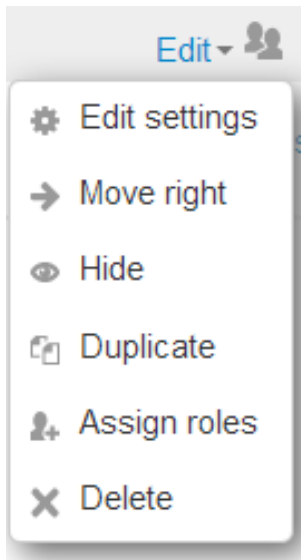 Edit
Edit settings
Move right
Hide
Duplicate
Assign roles
Delete